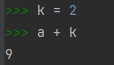 >>> k = 2
>>> a + k
9